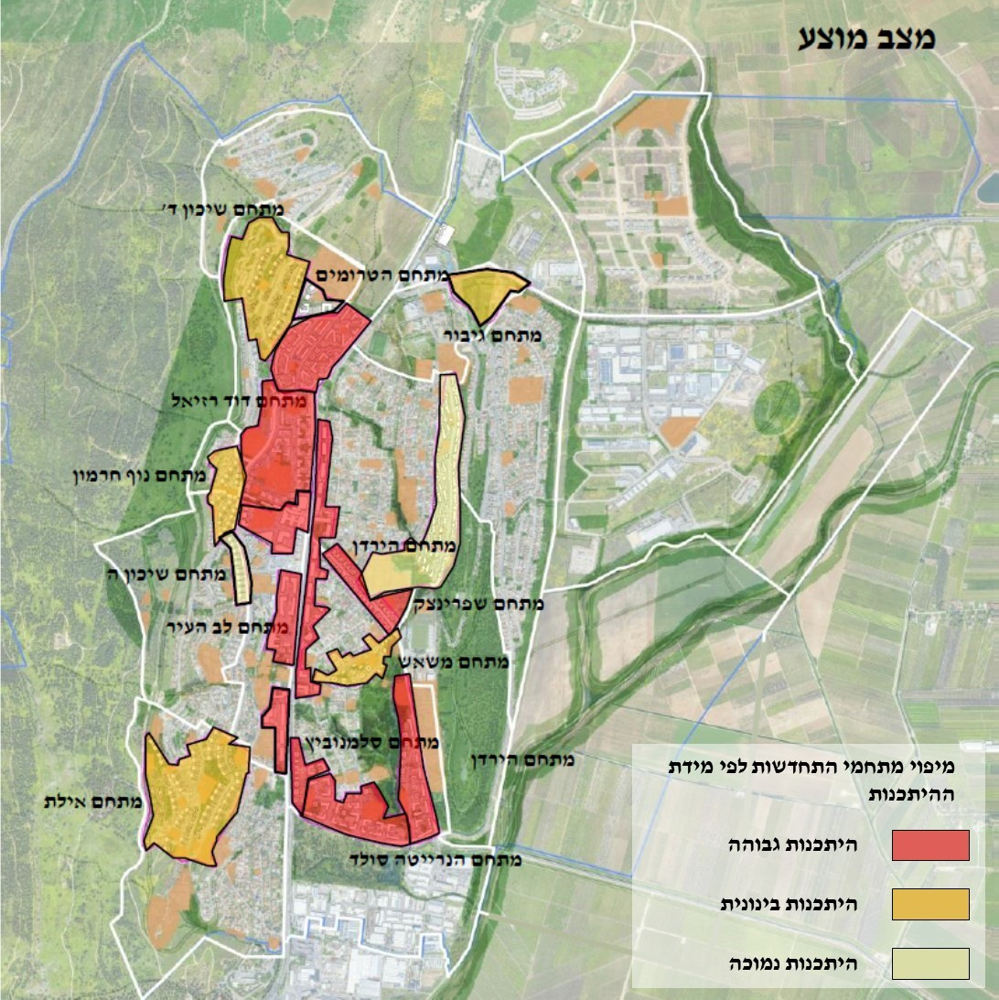 מצב מוצע
מתחם שיכון ד'
מתחם הטרומים
מתחם גיבור
מתחם דוד רזיאל
מתחם נוף חרמון
מתחם הירדן
מתחם שיכון ה
מתחם שפרינצק
מתחם לב העיר
מתחם משאש
מתחם סלמנוביץ
מתחם הירדן
מתחם אילת
מתחם הנרייטה סולד
מיפוי מתחמי התחדשות לפי מידת
ההיתכנות
היתכנות גבוהה
היתכנות בינונית
היתכנות נמוכה